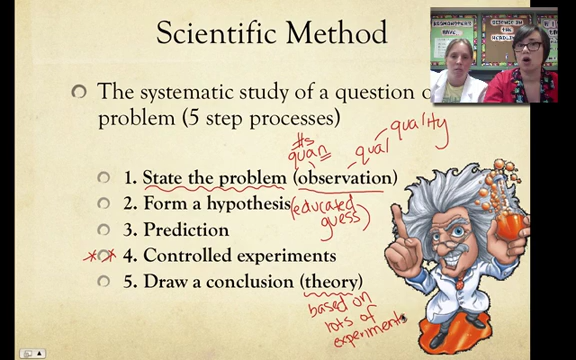 Scientific Method
The systematic study of a question o
problem (5 step processes)
#s
quan
qual
quality
1. State the problem (observation)
2. Form a hypothesis (educated
guess)
3. Prediction
** 4. Controlled experiments
5. Draw a conclusion (theory)
based on
lots of
experiments